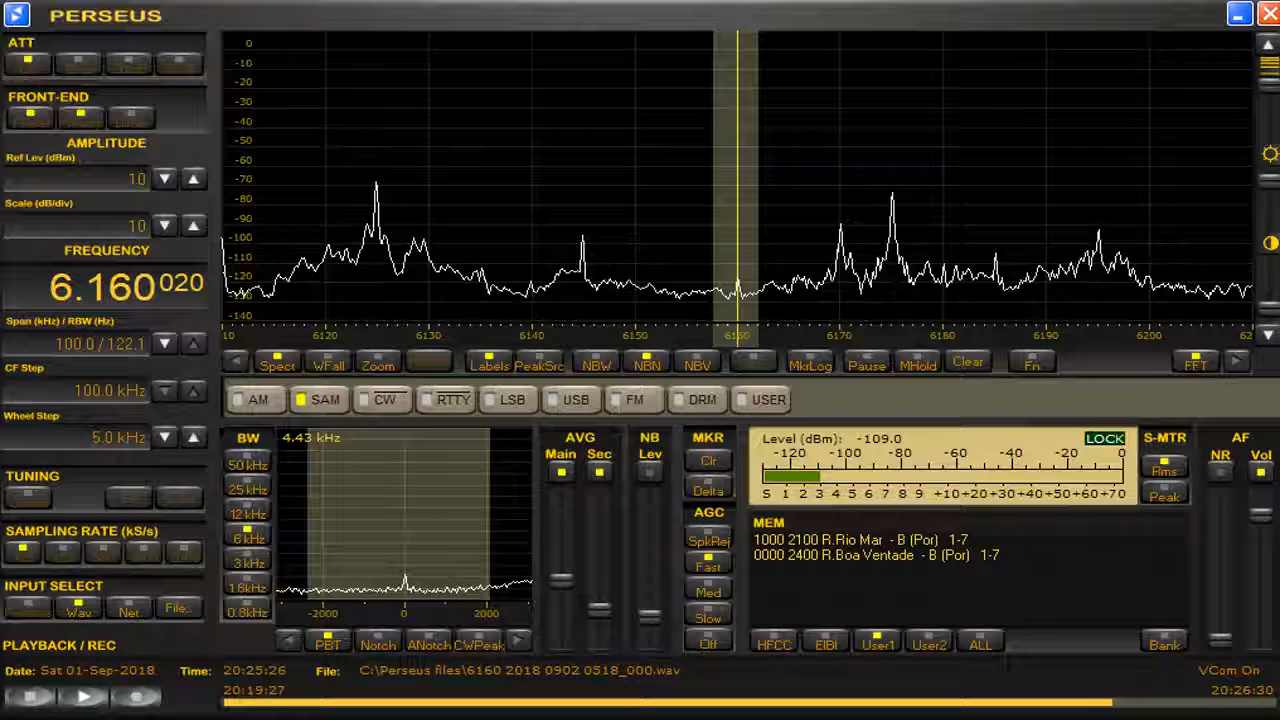 PERSEUS
ATT
FRONT-END
AMPLITUDE
Ref Lev (dBm)
10
Scale (dB/div)
10
FREQUENCY
6.160020
Span (kHz) / RBW (Hz)
100.0 / 122.1
CF Step
100.0 kHz
Wheel Step
5.0 kHz
TUNING
SAMPLING RATE (kS/s)
INPUT SELECT
Wav Net File..
PLAYBACK / REC
0
-10
-20
-30
-40
-50
-60
-70
-80
-90
-100
-110
-120
-130
-140
10 6120 6130 6140 6150 6160 6170 6180 6190 6200 62
Spect WFall Zoom Labels PeakSrc NBW NBN NBV MkrLog Pause MHold Clear Fn FFT
AM SAM CW RTTY LSB USB FM DRM USER
BW
50 kHz
25 kHz
12 kHz
6 kHz
3 kHz
1.6kHz
0.8kHz
4.43 kHz
-2000 0 2000
PBT Notch ANotch CWPeak
AVG
Main Sec
NB
Lev
MKR
Clr
Delta
AGC
SpkRej
Fast
Med
Slow
Off
Level (dBm): -109.0 LOCK
-120 -100 -80 -60 -40 -20 0
S 1 2 3 4 5 6 7 8 9 +10+20+30+40+50+60+70
S-MTR
Rms
Peak
AF
NR Vol
MEM
1000 2100 R.Rio Mar - B (Por) 1-7
0000 2400 R.Boa Ventade - B (Por) 1-7
HFCC EIBI User1 User2 ALL Bank
Date: Sat 01-Sep-2018 Time: 20:25:26 File: C:\Perseus files\6160 2018 0902 0518_000.wav VCom On
20:19:27 20:26:30